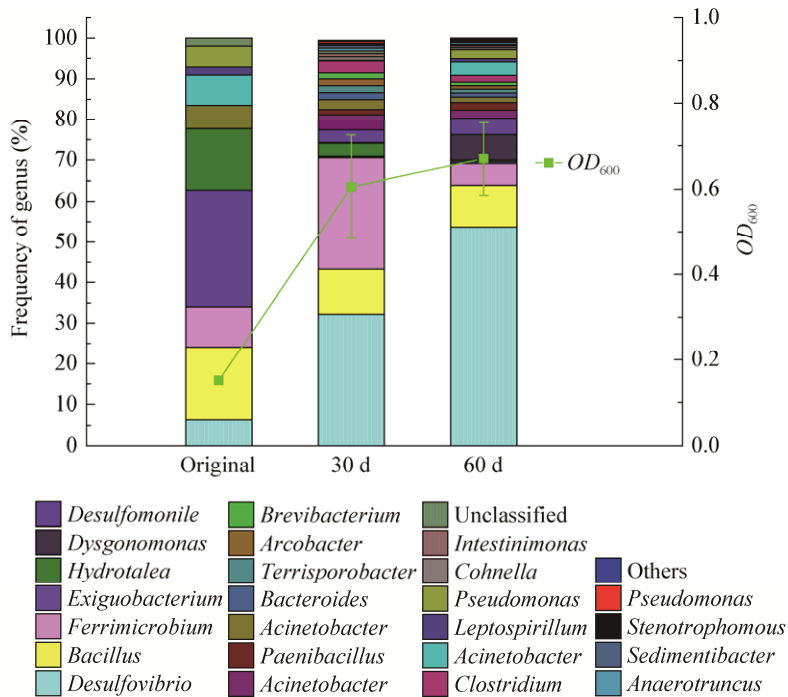 Frequency of genus (%)
100
90
80
70
60
50
40
30
20
10
0
1.0
0.8
0.6
0.4
0.2
0.0
OD600
OD600
Original 30 d 60 d
Desulfomonile Brevibacterium Unclassified
Dysgonomonas Arcobacter Intestinimonas
Hydrotalea Terrisporobacter Cohnella Others
Exiguobacterium Bacteroides Pseudomonas Pseudomonas
Ferrimicrobium Acinetobacter Leptospirillum Stenotrophomous
Bacillus Paenibacillus Acinetobacter Sedimentibacter
Desulfovibrio Acinetobacter Clostridium Anaerotruncus